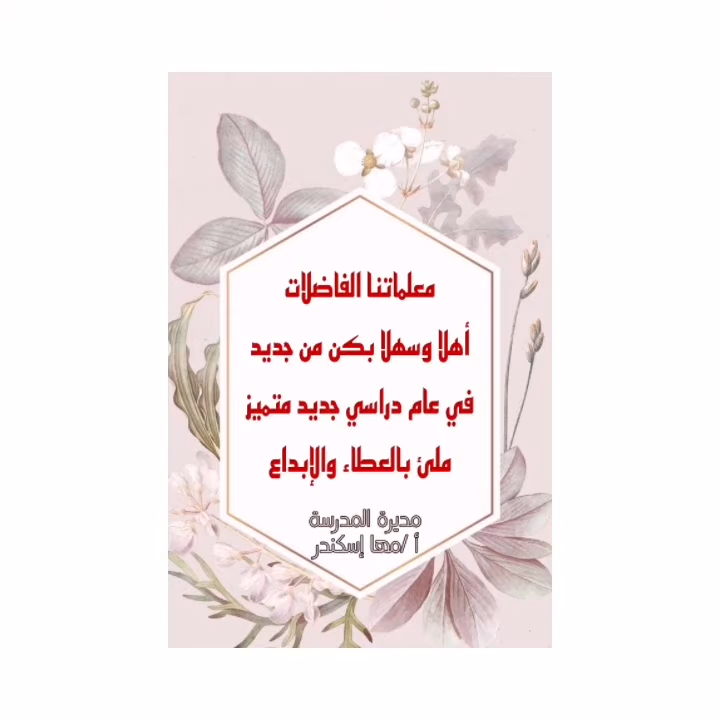 معلماتنا الفاضلات
أهلا وسهلا بكن من جديد
في عام دراسي جديد متميز
ملئ بالعطاء والإبداع
مديرة المدرسة
أ /مها إسكندر